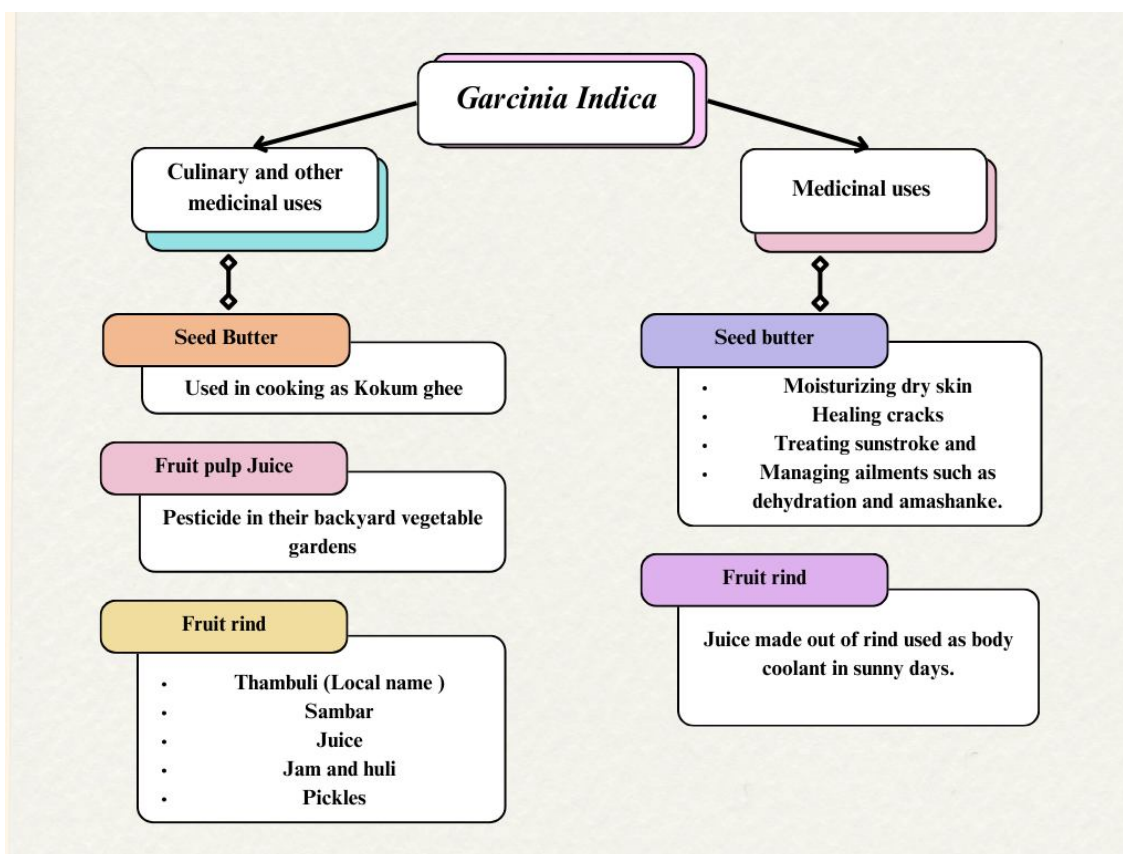 Garcinia Indica
Culinary and other
medicinal uses
Seed Butter
Used in cooking as Kokum ghee
Fruit pulp Juice
Pesticide in their backyard vegetable
gardens
Fruit rind
• Thambuli (Local name )
• Sambar
• Juice
• Jam and huli
• Pickles
Medicinal uses
Seed butter
• Moisturizing dry skin
• Healing cracks
• Treating sunstroke and
• Managing ailments such as
dehydration and amashanke.
Fruit rind
Juice made out of rind used as body
coolant in sunny days.